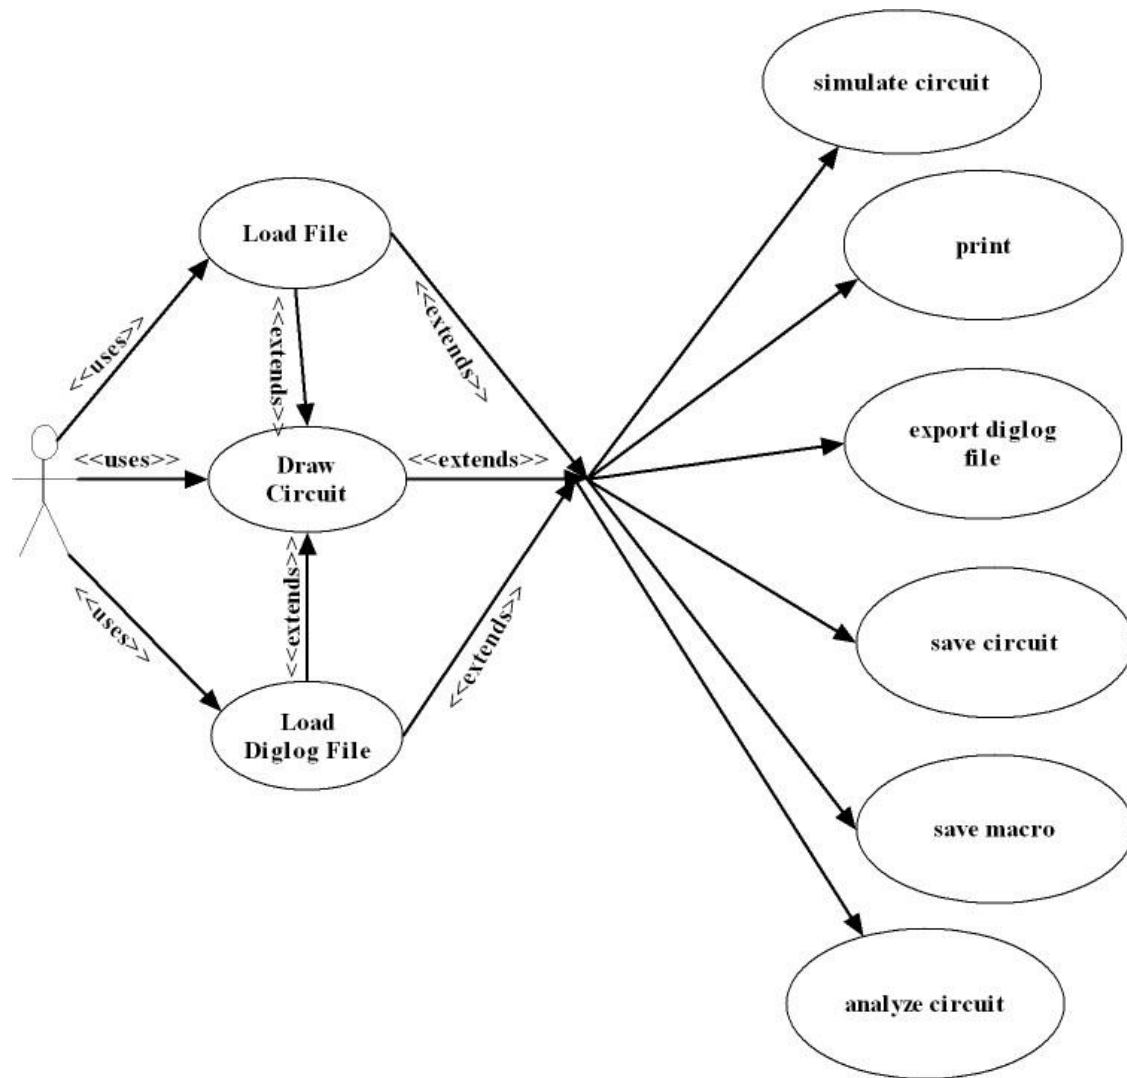 simulate circuit
print
Load File
<<uses>>
<<extends>>
<<extends>>
<<uses>>
Draw
Circuit
<<extends>>
export diglog
file
<<uses>>
<<extends>>
<<extends>>
save circuit
Load
Diglog File
save macro
analyze circuit